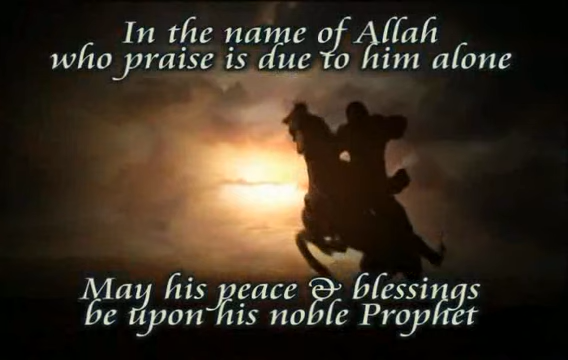 In the name of Allah
who praise is due to him alone
May his peace & blessings
be upon his noble Prophet